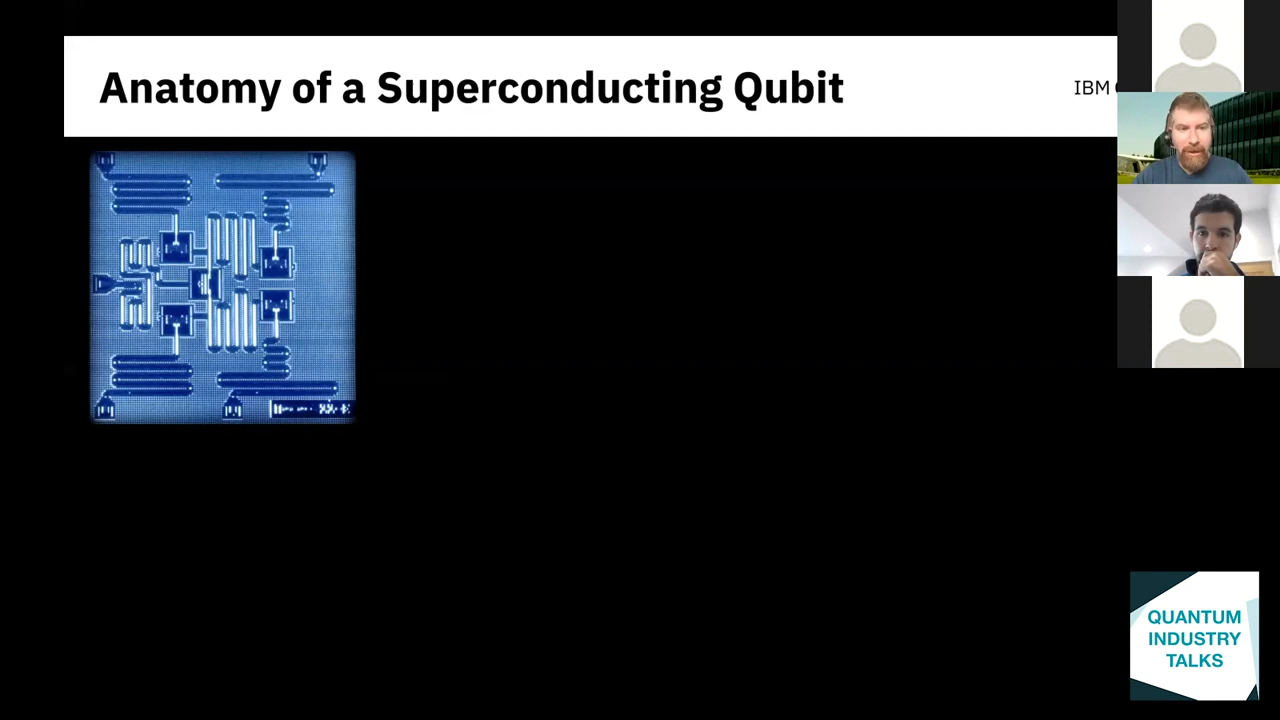 Anatomy of a Superconducting Qubit
IBM
QUANTUM
INDUSTRY
TALKS